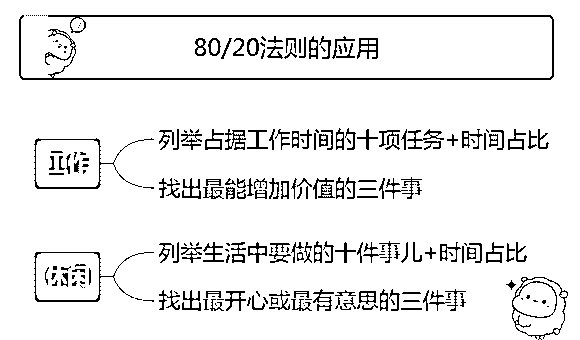 80/20法则的应用
工作
列举占据工作时间的十项任务+时间占比
找出最能增加价值的三件事
列举生活中要做的十件事儿+时间占比
找出最开心或最有意思的三件事